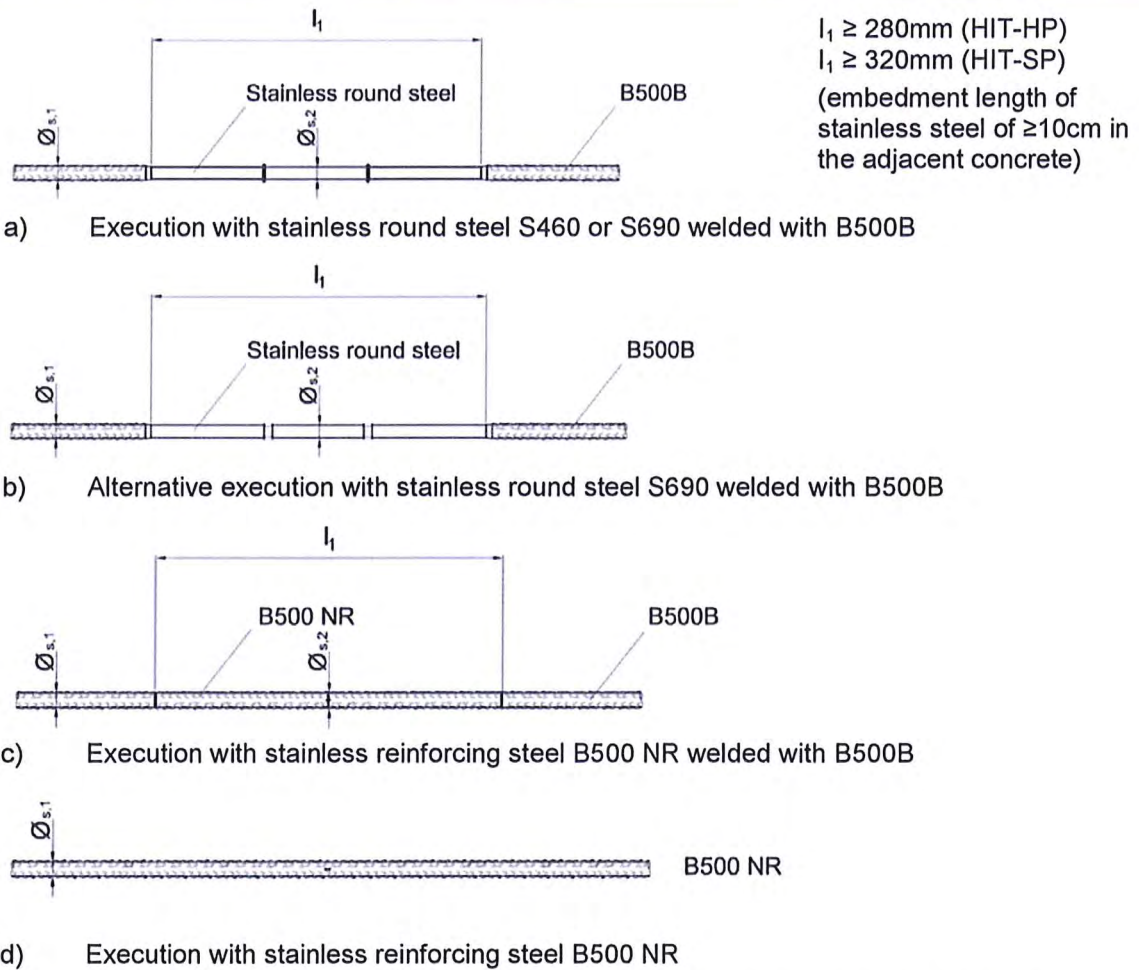 l₁
l₁ ≥ 280mm (HIT-HP)
l₁ ≥ 320mm (HIT-SP)
(embedment length of
stainless steel of ≥10cm in
the adjacent concrete)
Stainless round steel
B500B
Øs,1
Øs,2
a) Execution with stainless round steel S460 or S690 welded with B500B
l₁
Stainless round steel
B500B
Øs,1
Øs,2
b) Alternative execution with stainless round steel S690 welded with B500B
l₁
B500 NR
B500B
Øs,1
Øs,2
c) Execution with stainless reinforcing steel B500 NR welded with B500B
Øs,1
B500 NR
d) Execution with stainless reinforcing steel B500 NR